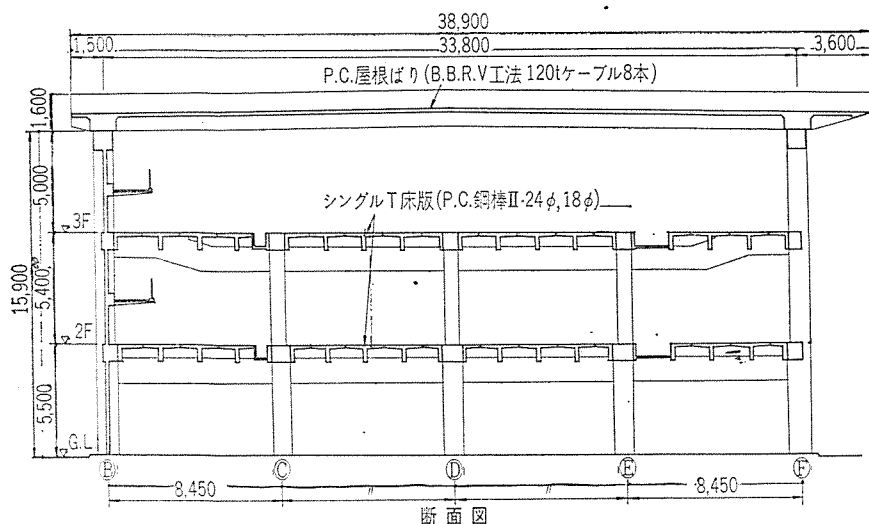 38,900
1,500 33,800 3,600
P.C.屋根ばり(B.B.R.V工法 120tケーブル8本)
1,600
5,000
シングルT床版(P.C.鋼棒Ⅱ-24φ,18φ)
3F
15,900
5,400
2F
5,500
G.L
Ⓑ Ⓒ Ⓓ Ⓔ Ⓕ
8,450 〃 〃 8,450
断面図